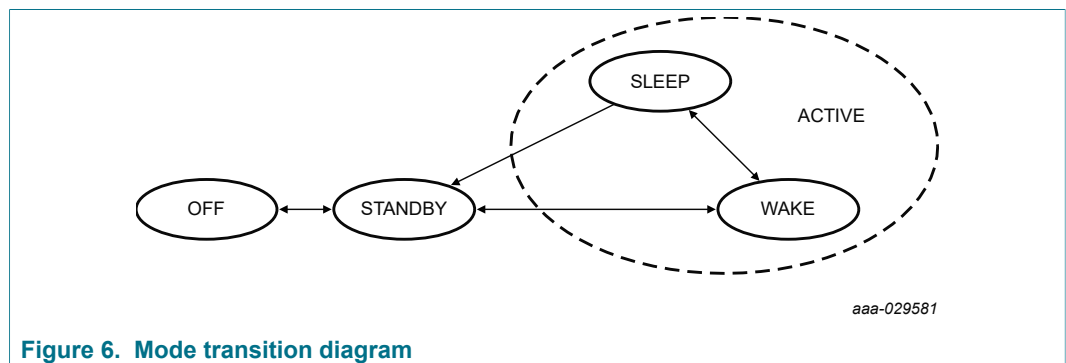 SLEEP
ACTIVE
OFF
STANDBY
WAKE
aaa-029581
Figure 6. Mode transition diagram